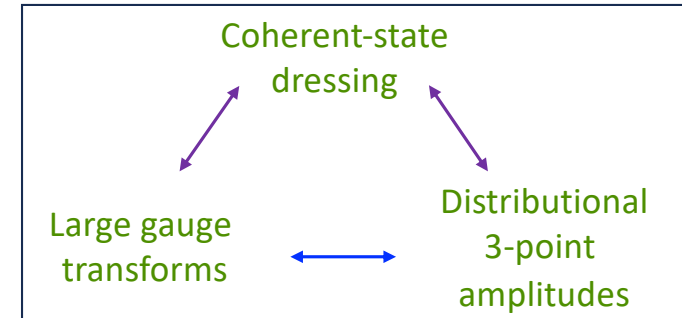 Coherent-state
dressing
Large gauge
transforms
Distributional
3-point
amplitudes